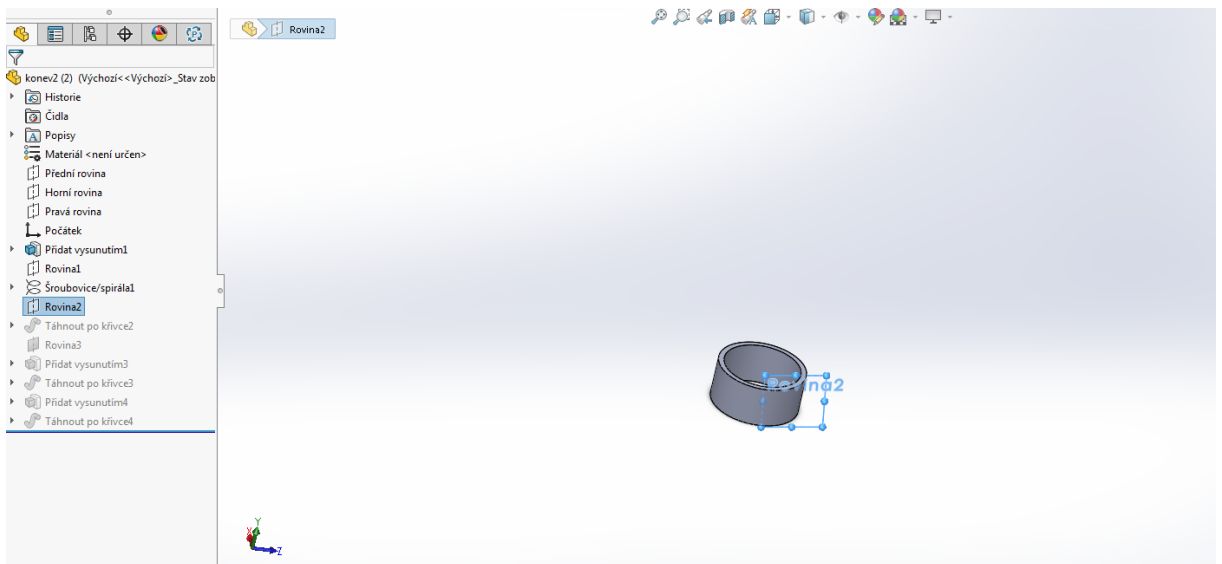 Rovina2
konev2 (2) (Výchozí<<Výchozí>_Stav zob
Historie
Čidla
Popisy
Materiál <není určen>
Přední rovina
Horní rovina
Pravá rovina
Počátek
Přidat vysunutím1
Rovina1
Šroubovice/spirála1
Rovina2
Táhnout po křivce2
Rovina3
Přidat vysunutím3
Táhnout po křivce3
Přidat vysunutím4
Táhnout po křivce4
Rovina2
Y
X
Z